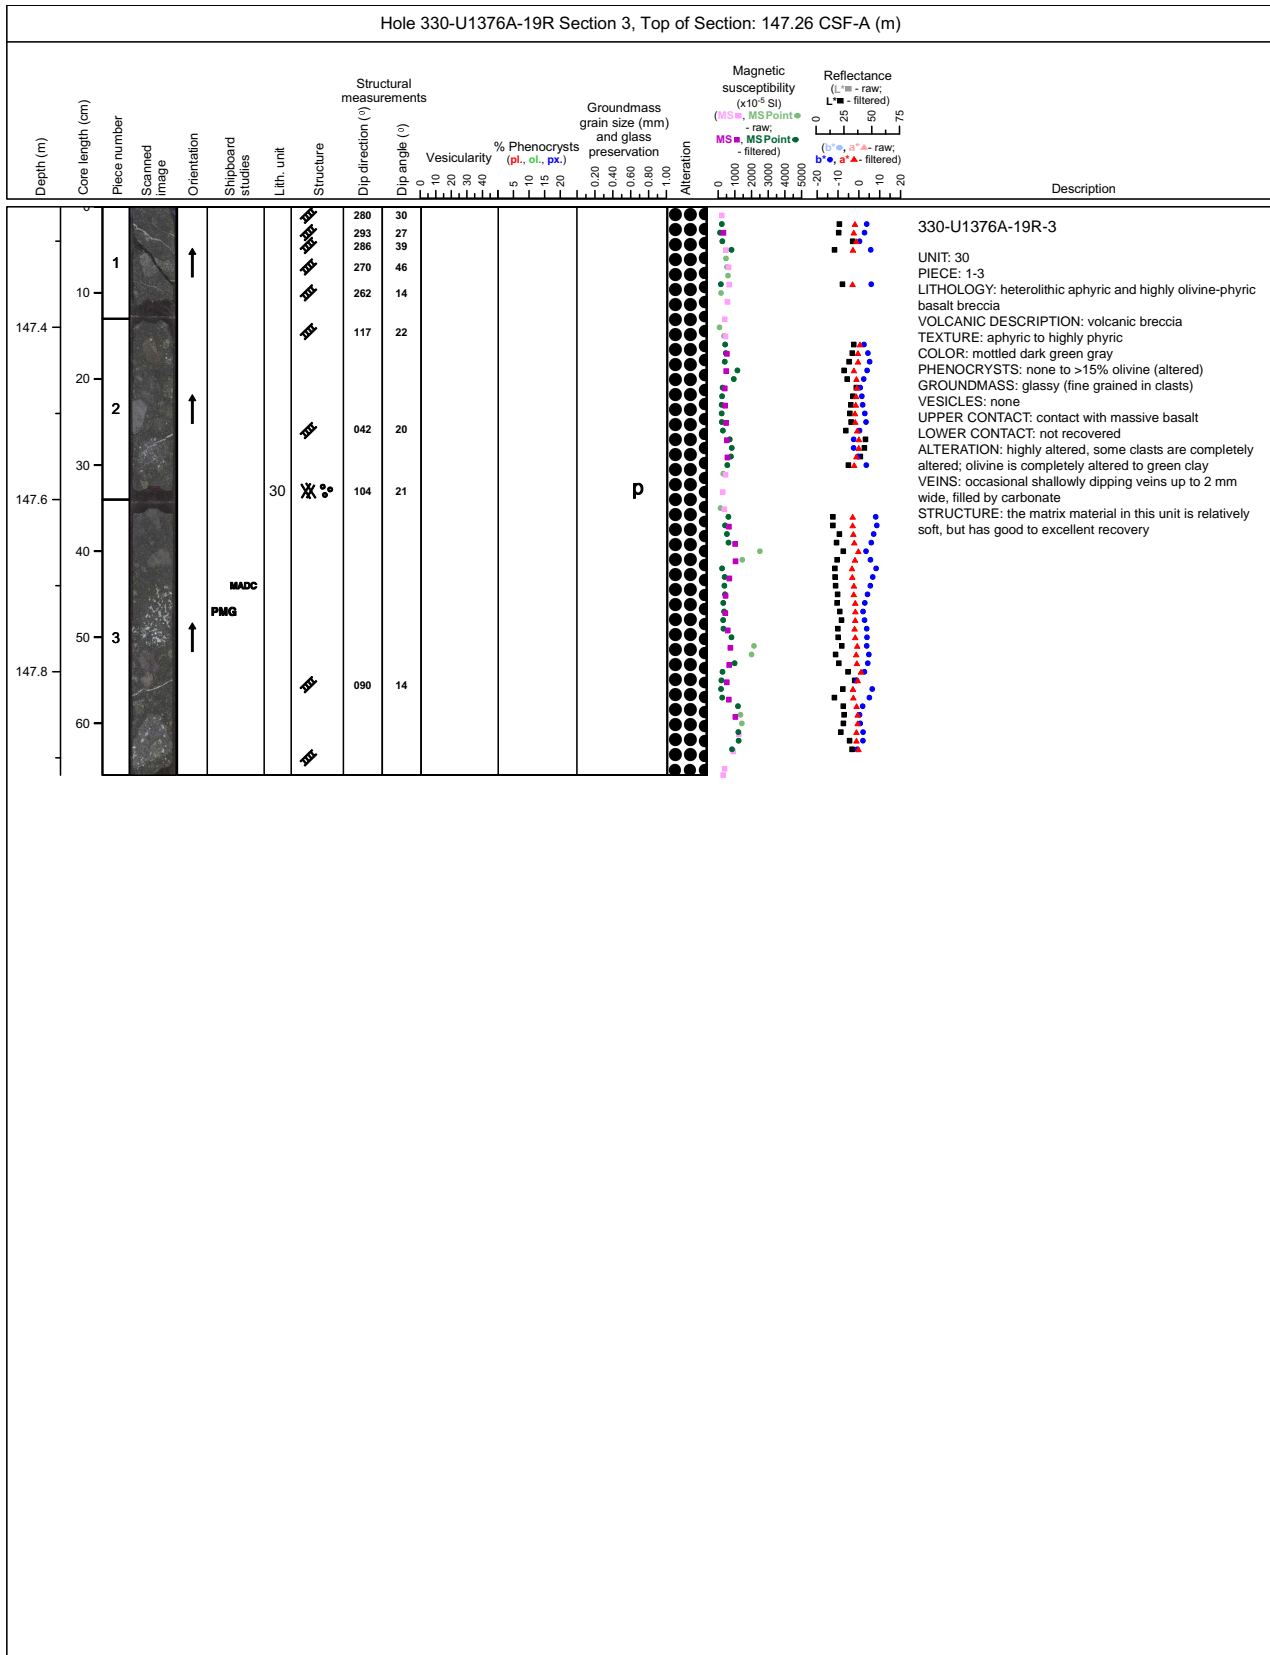 Hole 330-U1376A-19R Section 3, Top of Section: 147.26 CSF-A (m)
Depth (m)
Core length (cm)
Piece number
Scanned
image
Orientation
Shipboard
studies
Lith. unit
Structure
Structural
measurements
Dip direction (°)
Dip angle (°)
Vesicularity
0 10 20 30 40
% Phenocrysts
(pl., ol., px.)
5 10 15 20
Groundmass
grain size (mm)
and glass
preservation
0.20 0.40 0.60 0.80 1.00
Alteration
Magnetic
susceptibility
(x10-5 SI)
(MS■, MSPoint●
- raw;
MS■, MSPoint●
- filtered)
0 1000 2000 3000 4000 5000
Reflectance
(L*■ - raw;
L*■ - filtered)
0 25 50 75
(b*●, a*▲- raw;
b*●, a*▲- filtered)
-20 -10 0 10 20
Description
0
280 30
293 27
286 39
1
270 46
10
262 14
147.4
117 22
20
2
042 20
30
147.6
30
104 21
p
40
MADC
PMG
50
3
147.8
090 14
60
330-U1376A-19R-3
UNIT: 30
PIECE: 1-3
LITHOLOGY: heterolithic aphyric and highly olivine-phyric
basalt breccia
VOLCANIC DESCRIPTION: volcanic breccia
TEXTURE: aphyric to highly phyric
COLOR: mottled dark green gray
PHENOCRYSTS: none to >15% olivine (altered)
GROUNDMASS: glassy (fine grained in clasts)
VESICLES: none
UPPER CONTACT: contact with massive basalt
LOWER CONTACT: not recovered
ALTERATION: highly altered, some clasts are completely
altered; olivine is completely altered to green clay
VEINS: occasional shallowly dipping veins up to 2 mm
wide, filled by carbonate
STRUCTURE: the matrix material in this unit is relatively
soft, but has good to excellent recovery